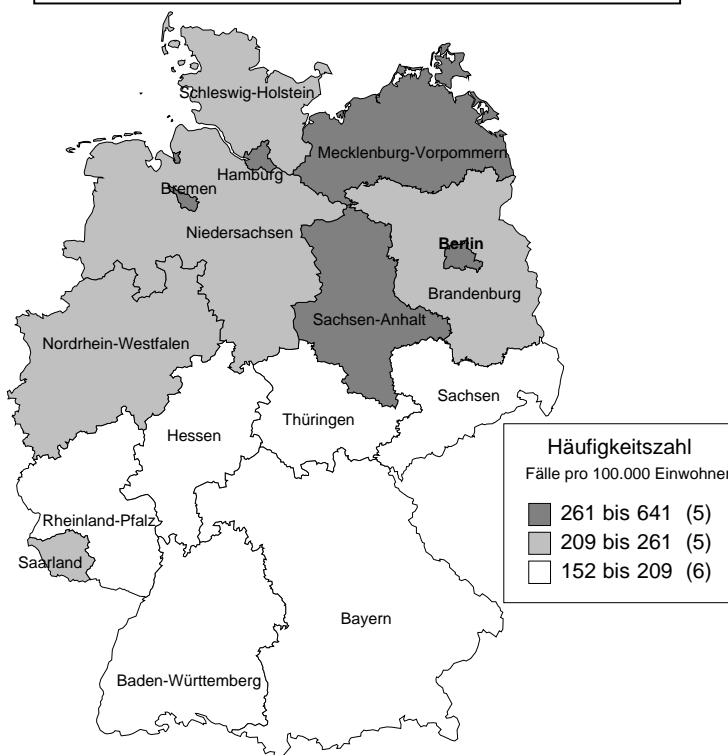 Schleswig-Holstein
Mecklenburg-Vorpommern
Hamburg
Bremen
Niedersachsen
Berlin
Brandenburg
Sachsen-Anhalt
Nordrhein-Westfalen
Sachsen
Thüringen
Hessen
Rheinland-Pfalz
Saarland
Bayern
Baden-Württemberg
Häufigkeitszahl
Fälle pro 100.000 Einwohner
261 bis 641 (5)
209 bis 261 (5)
152 bis 209 (6)